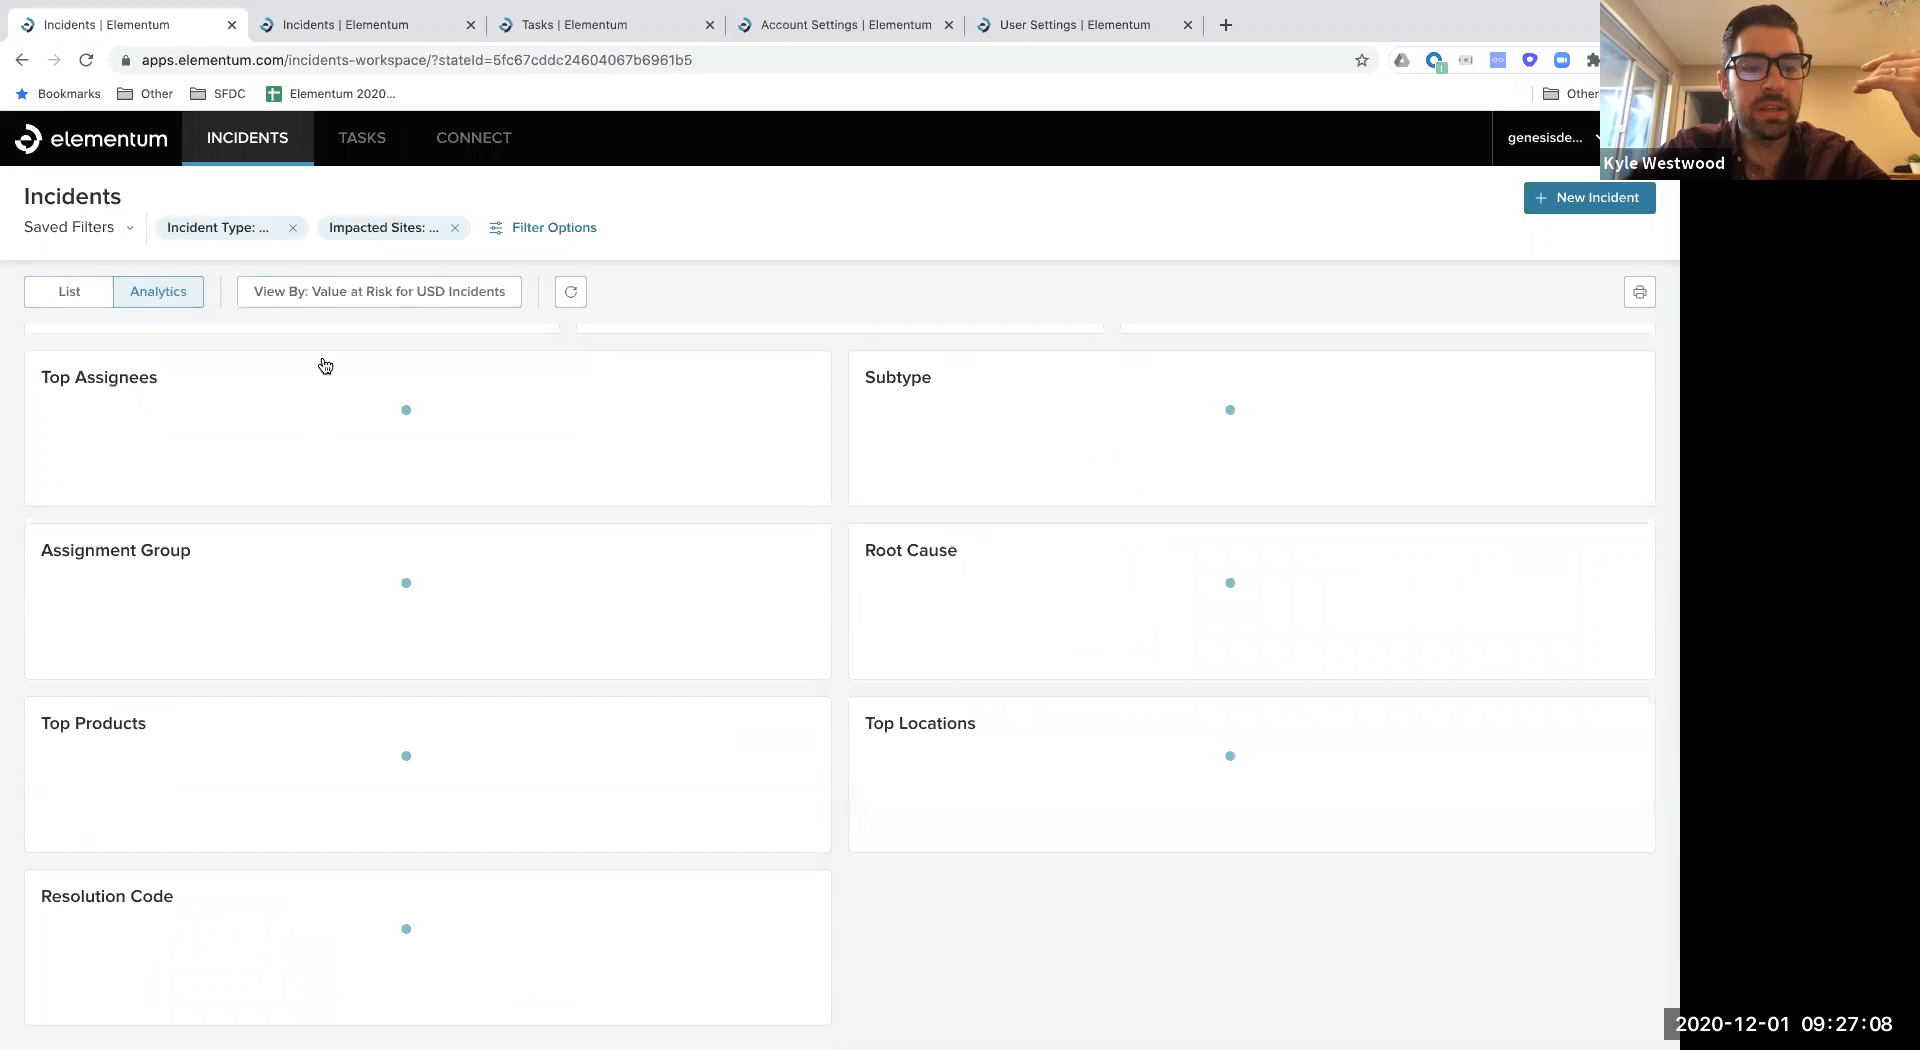 Incidents | Elementum
Incidents | Elementum
Tasks | Elementum
Account Settings | Elementum
User Settings | Elementum
apps.elementum.com/incidents-workspace/?stateId=5fc67cddc24604067b6961b5
Bookmarks
Other
SFDC
Elementum 2020...
Other
elementum
INCIDENTS
TASKS
CONNECT
genesisde...
Kyle Westwood
Incidents
New Incident
Saved Filters
Incident Type: ...
Impacted Sites: ...
Filter Options
List
Analytics
View By: Value at Risk for USD Incidents
Top Assignees
Subtype
Assignment Group
Root Cause
Top Products
Top Locations
Resolution Code
2020-12-01 09:27:08